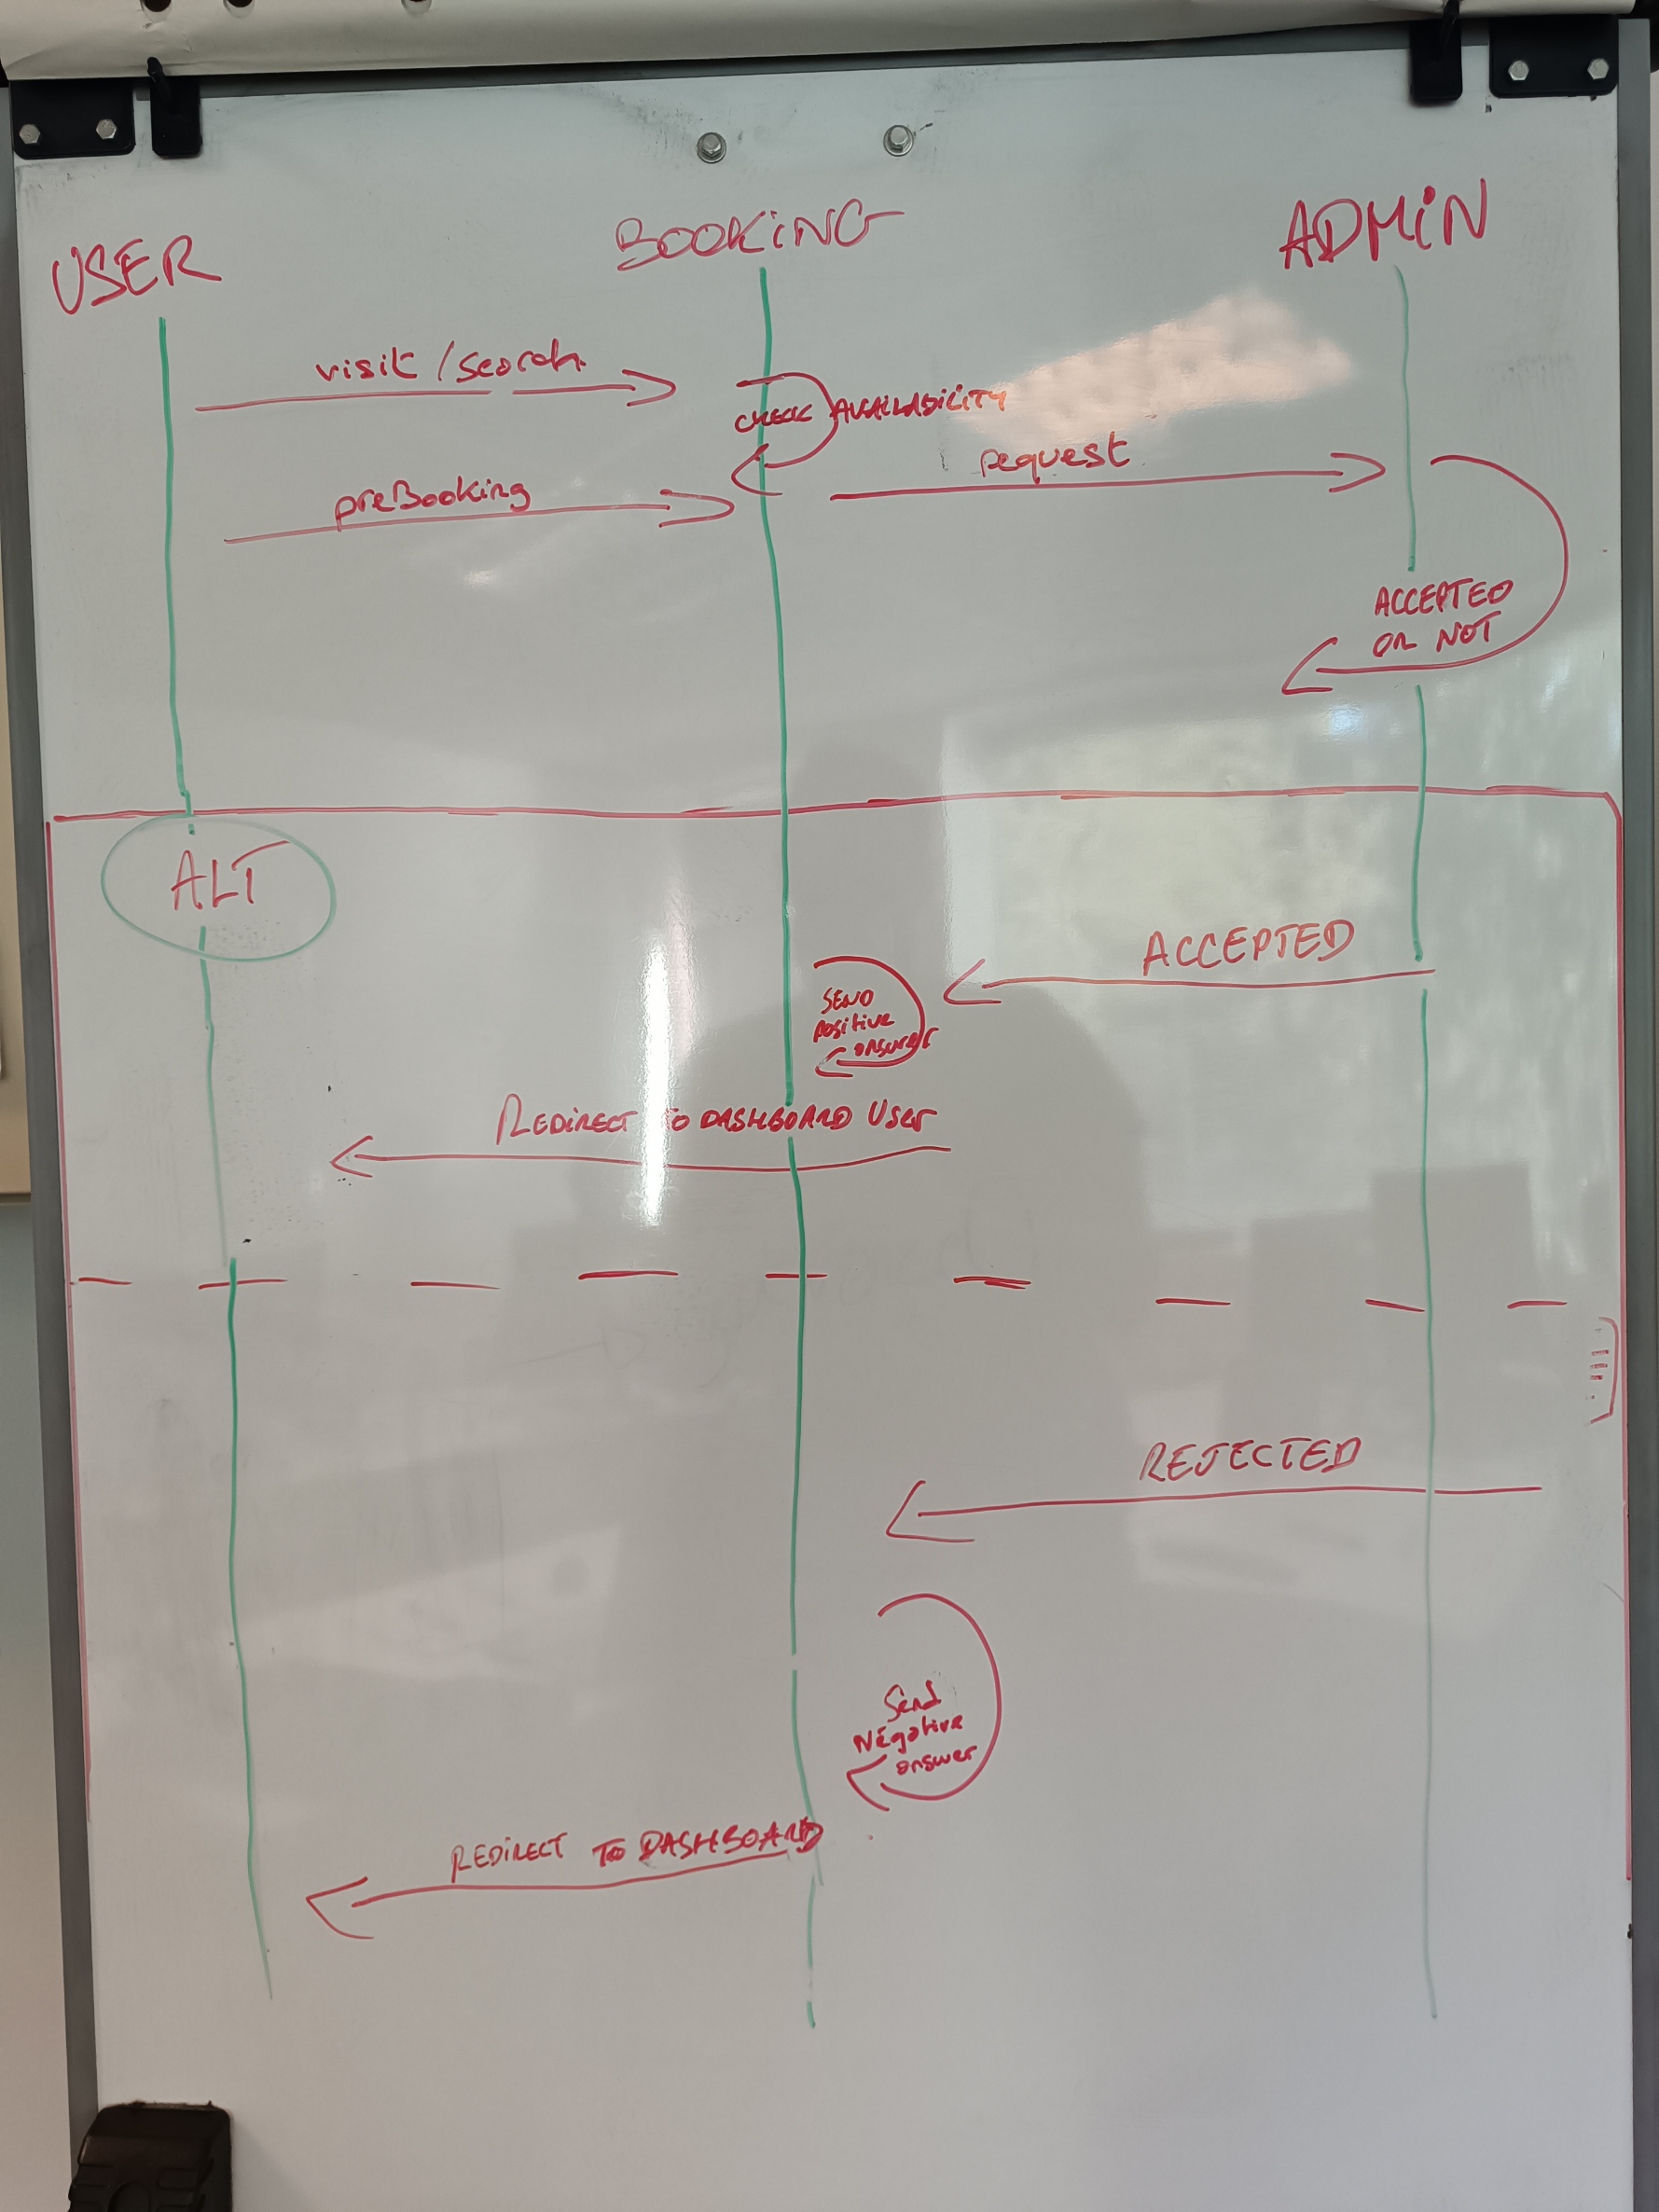 USER
BOOKiNG
ADMiN
visit / search
CHECK AVAiLABiLiTY
request
preBooking
ACCEPTED
OR NOT
ALT
ACCEPTED
SEND
Positive
answer
REDiRECT TO DASHBOARD User
REJECTED
Send
Négative
answer
REDiRECT TO DASHBOARD